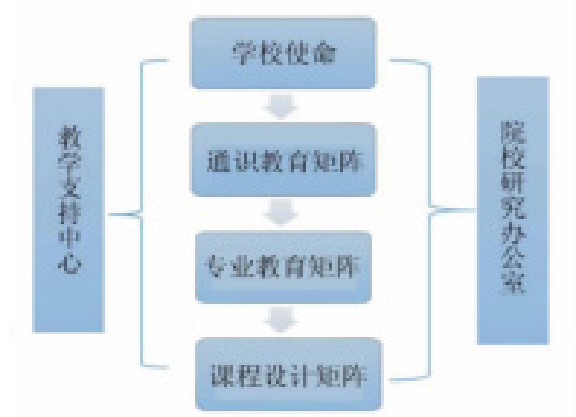 学校使命
教学支持中心
通识教育矩阵
专业教育矩阵
课程设计矩阵
院校研究办公室